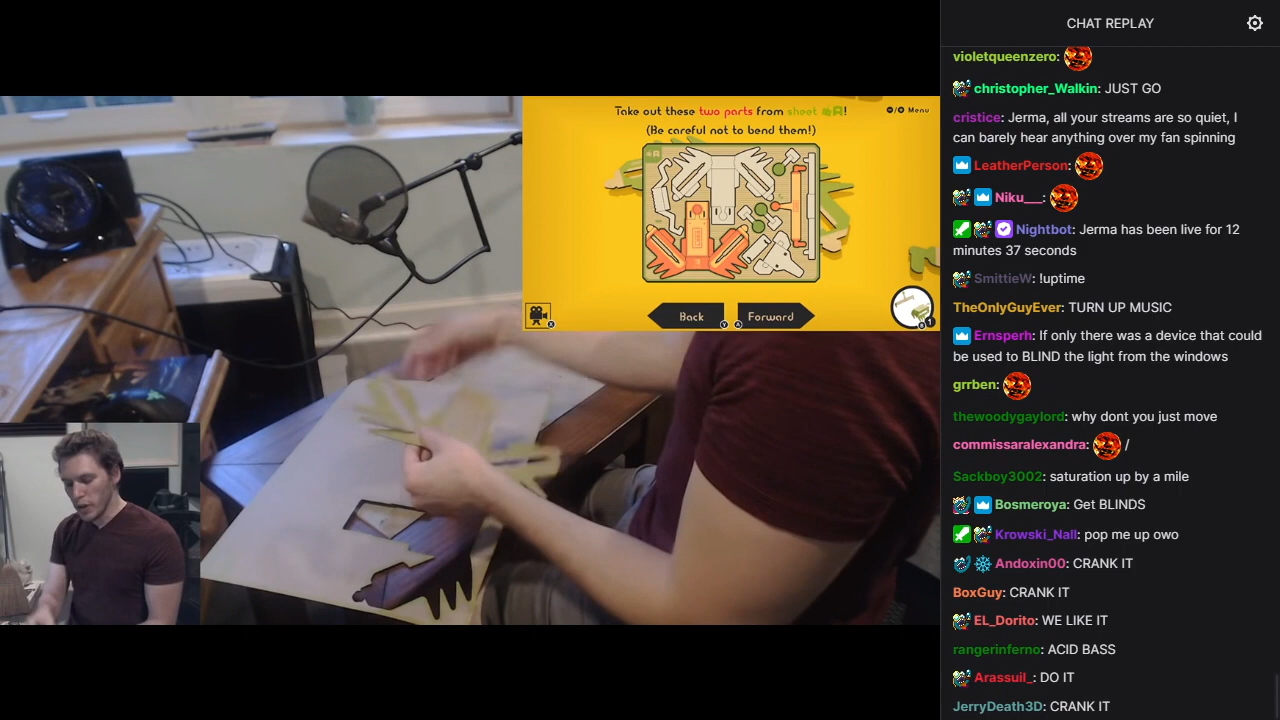 Take out these two parts from sheet A!
(Be careful not to bend them!)
Menu
Back
Forward
X
Y
A
1
CHAT REPLAY
violetqueenzero:
christopher_Walkin: JUST GO
cristice: Jerma, all your streams are so quiet, I
can barely hear anything over my fan spinning
LeatherPerson:
Niku___:
Nightbot: Jerma has been live for 12
minutes 37 seconds
SmittieW: !uptime
TheOnlyGuyEver: TURN UP MUSIC
Ernsperh: If only there was a device that could
be used to BLIND the light from the windows
grrben:
thewoodygaylord: why dont you just move
commissaralexandra: /
Sackboy3002: saturation up by a mile
Bosmeroya: Get BLINDS
Krowski_Nall: pop me up owo
Andoxin00: CRANK IT
BoxGuy: CRANK IT
EL_Dorito: WE LIKE IT
rangerinferno: ACID BASS
Arassuil_: DO IT
JerryDeath3D: CRANK IT